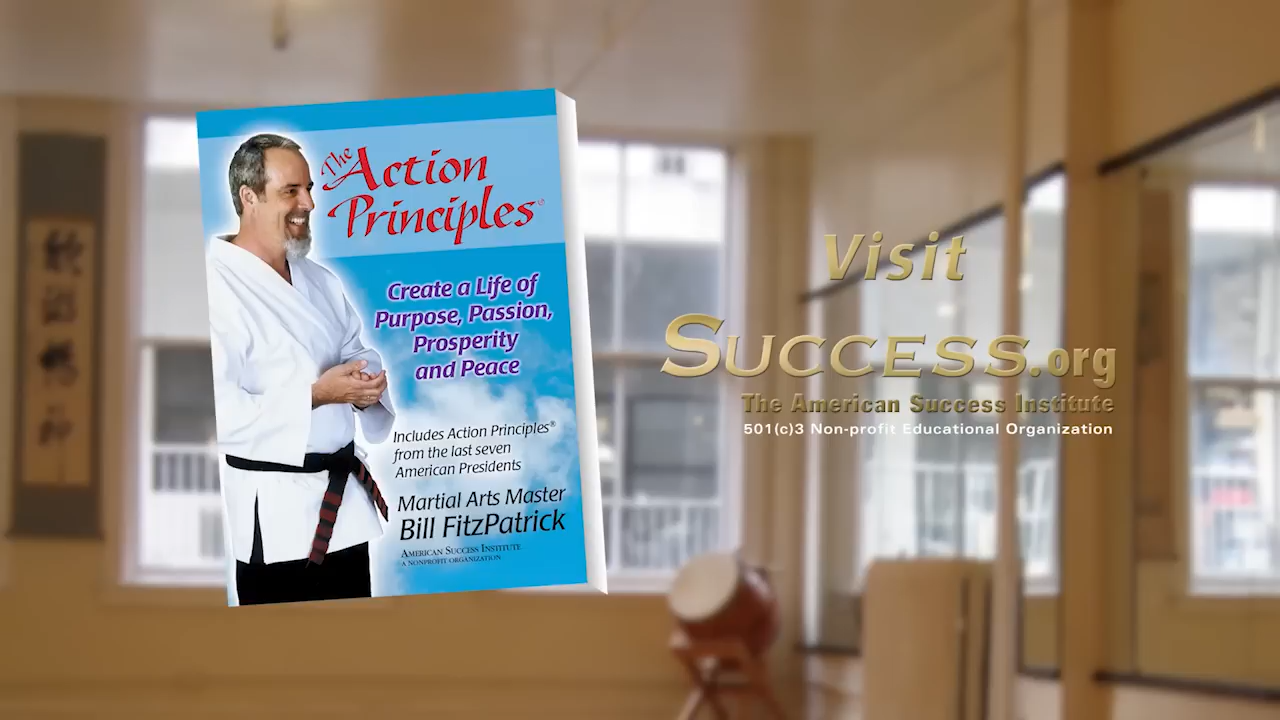 The Action
Principles®
Create a Life of
Purpose, Passion,
Prosperity
and Peace
Includes Action Principles®
from the last seven
American Presidents
Martial Arts Master
Bill FitzPatrick
American Success Institute
a nonprofit organization
Visit
Success.org
The American Success Institute
501(c)3 Non-profit Educational Organization